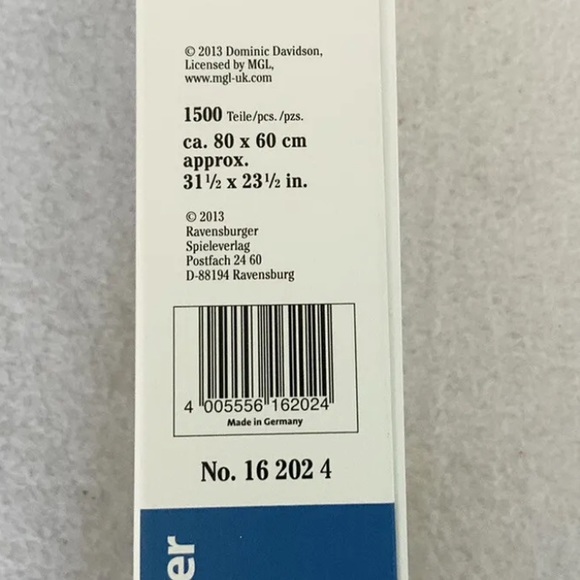 © 2013 Dominic Davidson,
Licensed by MGL,
www.mgl-uk.com
1500 Teile/pcs./pzs.
ca. 80 x 60 cm
approx.
31½ x 23½ in.
© 2013
Ravensburger
Spieleverlag
Postfach 24 60
D-88194 Ravensburg
4 005556 162024
Made in Germany
No. 16 202 4
er